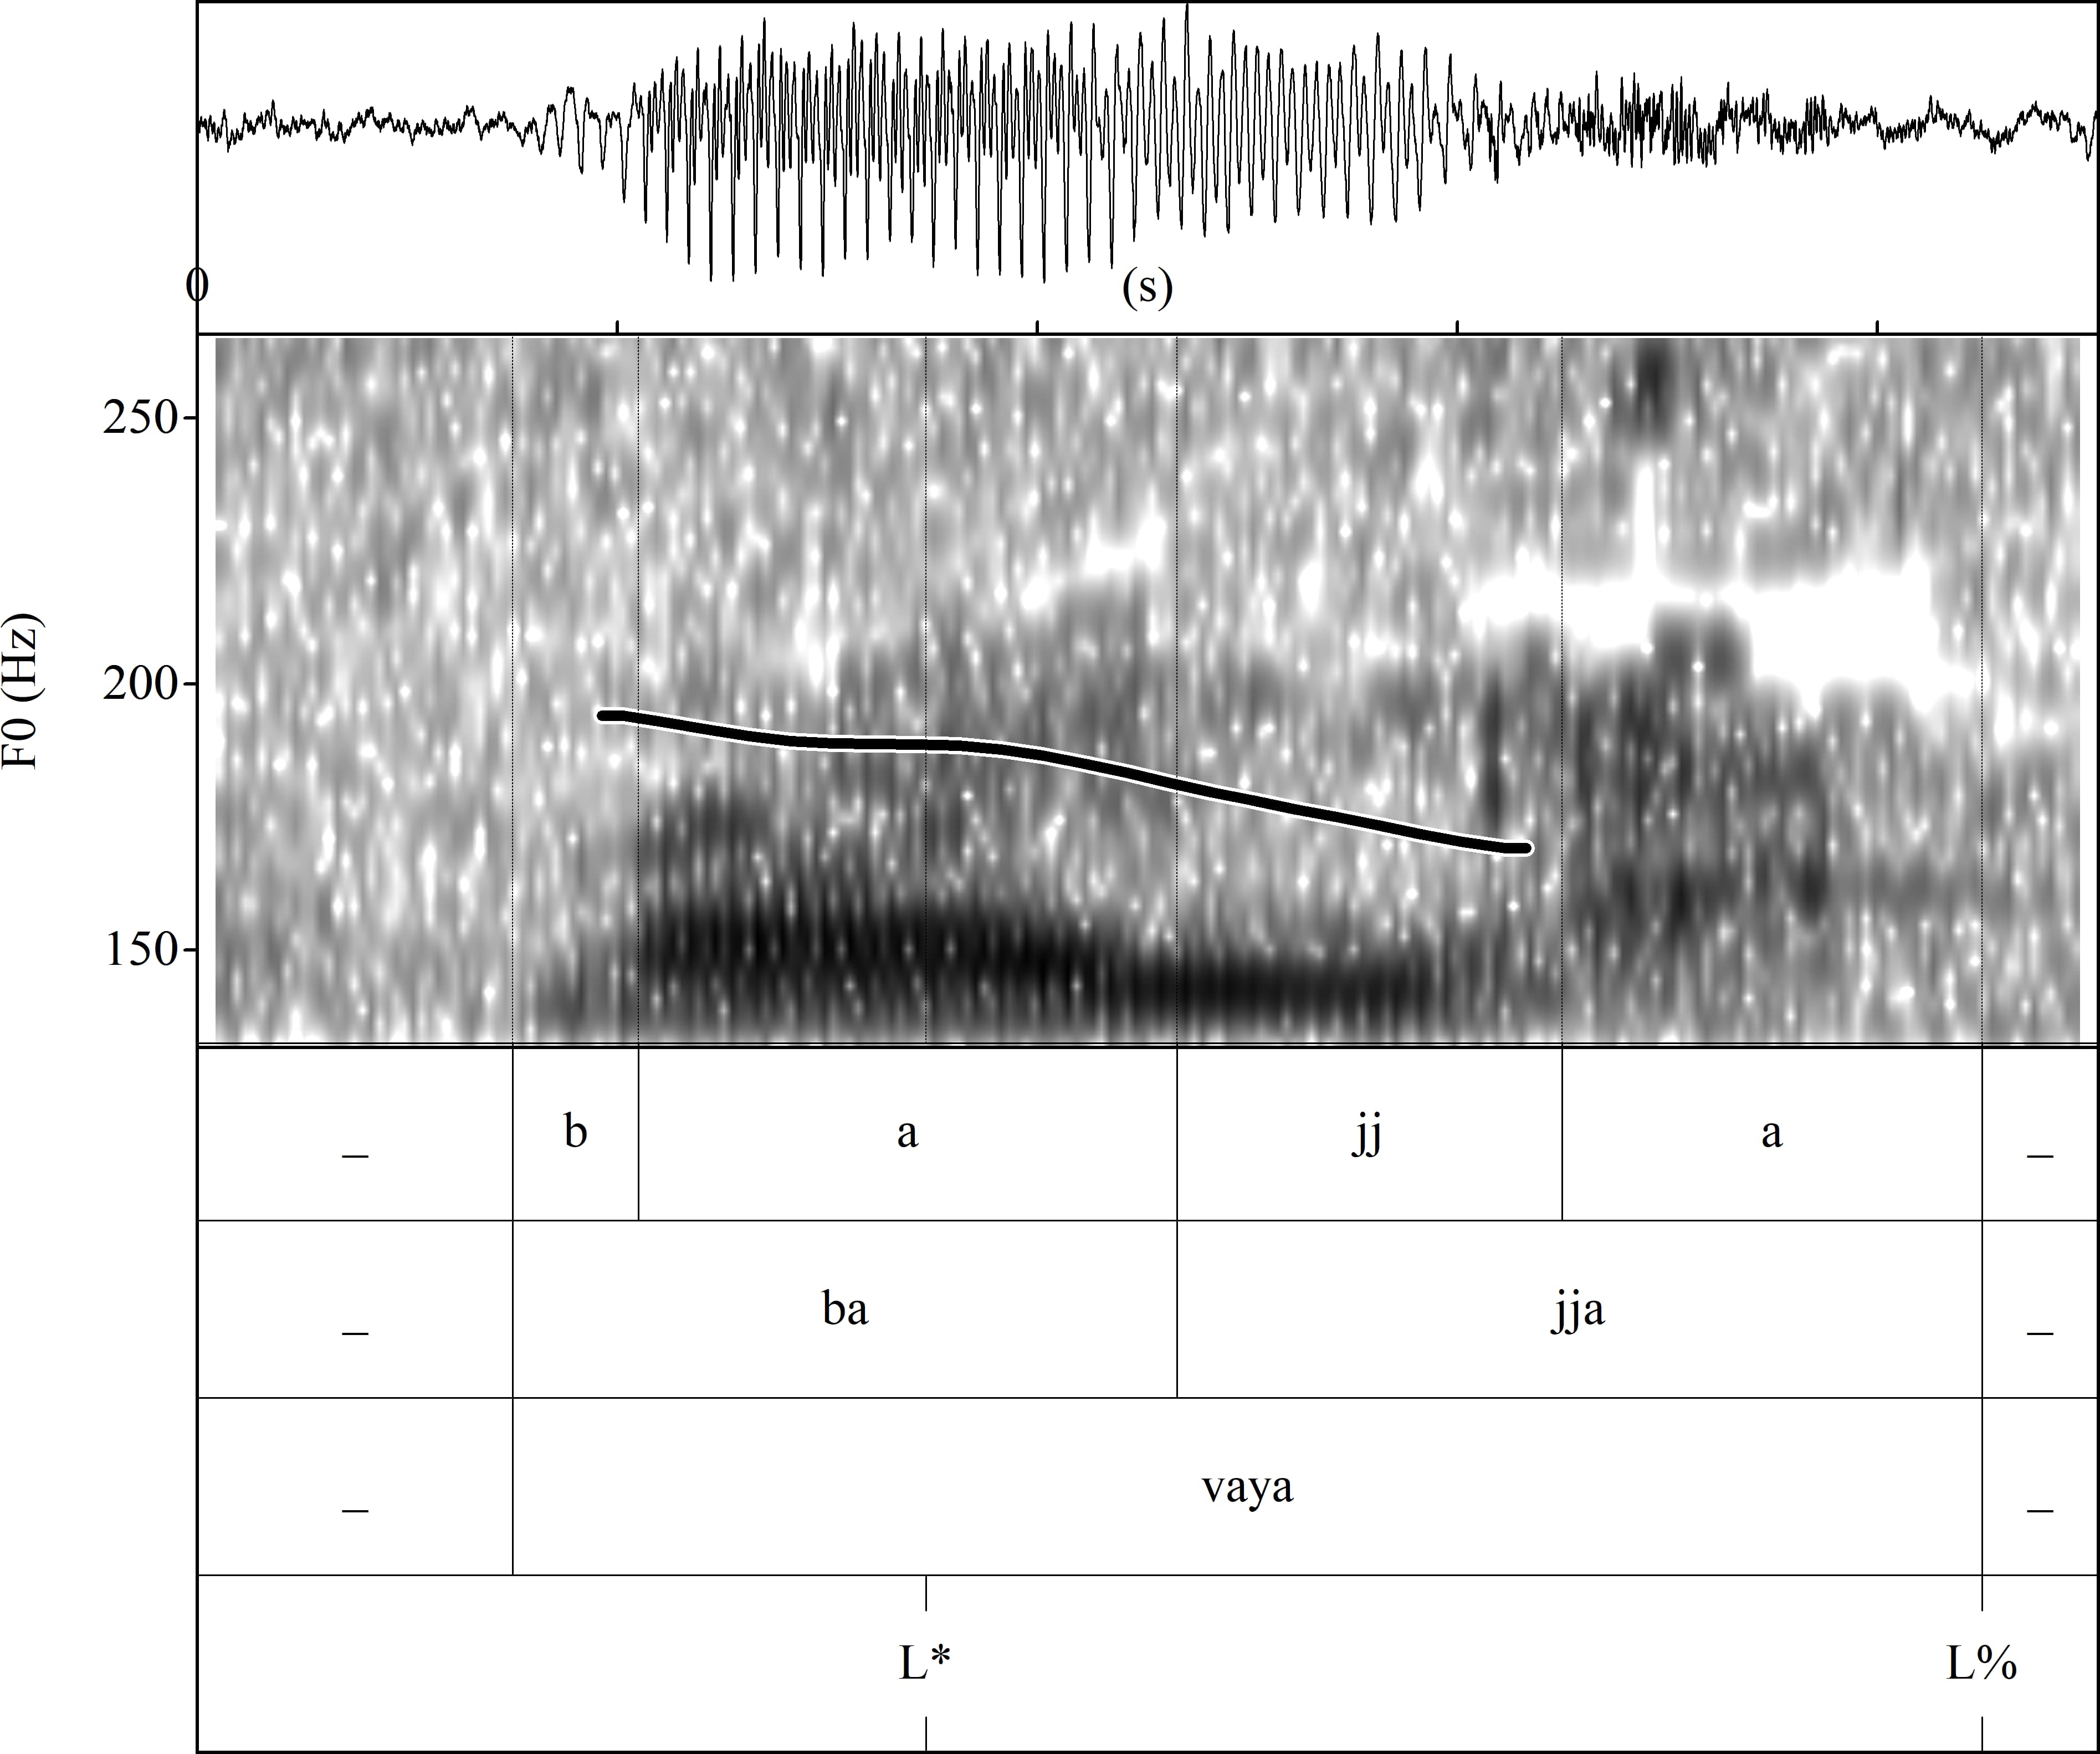 0 (s)
250
200
150
F0 (Hz)
– b a jj a –
– ba jja –
– vaya –
L* L%